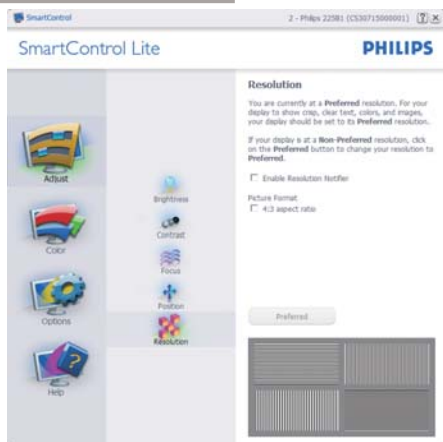 SmartControl
2 - Philips 225B1 (CS30715000001)
SmartControl Lite
PHILIPS
Adjust
Color
Options
Help
Brightness
Contrast
Focus
Position
Resolution
Resolution
You are currently at a Preferred resolution. For your
display to show crisp, clear text, colors, and images,
your display should be set to its Preferred resolution.
If your display is at a Non-Preferred resolution, click
on the Preferred button to change your resolution to
Preferred.
Enable Resolution Notifier
Picture Format
4:3 aspect ratio
Preferred